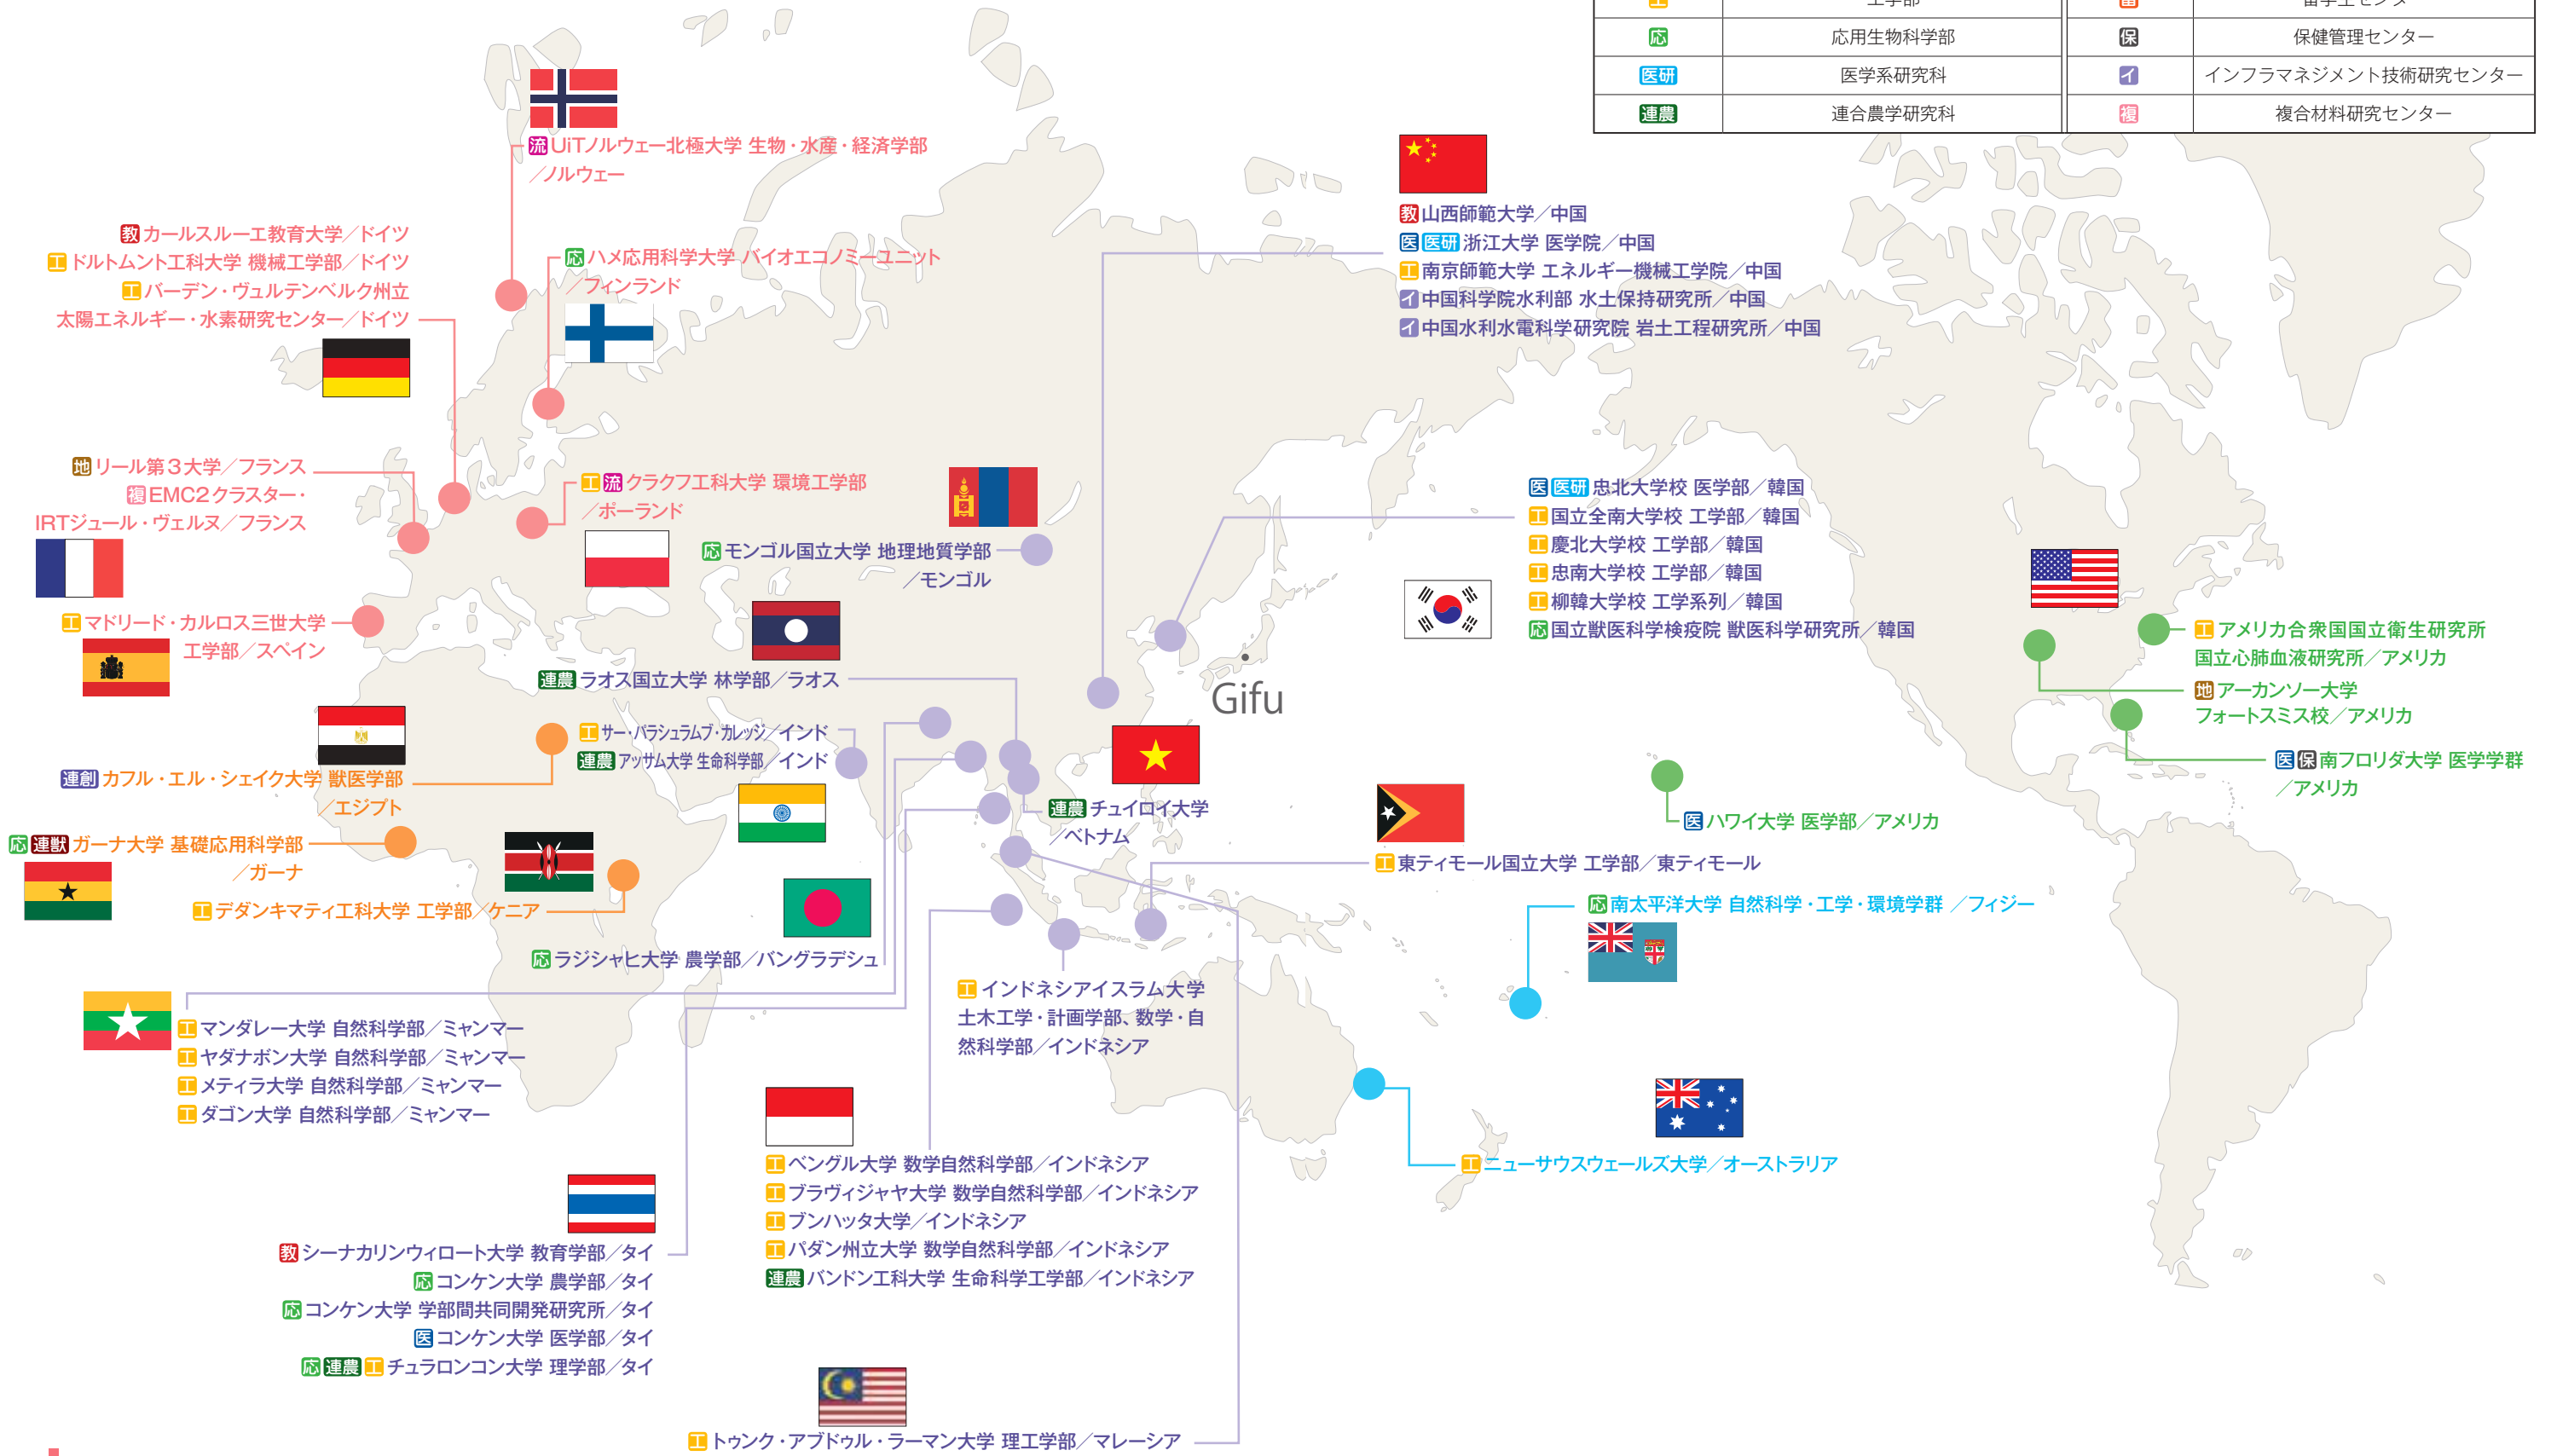 工 工学部 留 留学生センター
応 応用生物科学部 保 保健管理センター
医研 医学系研究科 イ インフラマネジメント技術研究センター
連農 連合農学研究科 複 複合材料研究センター
流 UiTノルウェー北極大学 生物・水産・経済学部
／ノルウェー
教 カールスルーエ教育大学／ドイツ
工 ドルトムント工科大学 機械工学部／ドイツ
工 バーデン・ヴュルテンベルク州立
太陽エネルギー・水素研究センター／ドイツ
応 ハメ応用科学大学 バイオエコノミーユニット
／フィンランド
教 山西師範大学／中国
医 医研 浙江大学 医学院／中国
工 南京師範大学 エネルギー機械工学院／中国
イ 中国科学院水利部 水土保持研究所／中国
イ 中国水利水電科学研究院 岩土工程研究所／中国
地 リール第3大学／フランス
複 EMC2クラスター・
IRTジュール・ヴェルヌ／フランス
工 流 クラクフ工科大学 環境工学部
／ポーランド
応 モンゴル国立大学 地理地質学部
／モンゴル
医 医研 忠北大学校 医学部／韓国
工 国立全南大学校 工学部／韓国
工 慶北大学校 工学部／韓国
工 忠南大学校 工学部／韓国
工 柳韓大学校 工学系列／韓国
応 国立獣医科学検疫院 獣医科学研究所／韓国
工 マドリード・カルロス三世大学
工学部／スペイン
連農 ラオス国立大学 林学部／ラオス
Gifu
工 アメリカ合衆国国立衛生研究所
国立心肺血液研究所／アメリカ
地 アーカンソー大学
フォートスミス校／アメリカ
医 保 南フロリダ大学 医学学群
／アメリカ
工 サー・パラシュラムブ・カレッジ／インド
連農 アッサム大学 生命科学部／インド
連創 カフル・エル・シェイク大学 獣医学部
／エジプト
連農 チュイロイ大学
／ベトナム
医 ハワイ大学 医学部／アメリカ
応 連獣 ガーナ大学 基礎応用科学部
／ガーナ
工 東ティモール国立大学 工学部／東ティモール
工 デダンキマティ工科大学 工学部／ケニア
応 南太平洋大学 自然科学・工学・環境学群 ／フィジー
応 ラジシャヒ大学 農学部／バングラデシュ
工 インドネシアイスラム大学
土木工学・計画学部、数学・自
然科学部／インドネシア
工 マンダレー大学 自然科学部／ミャンマー
工 ヤダナボン大学 自然科学部／ミャンマー
工 メティラ大学 自然科学部／ミャンマー
工 ダゴン大学 自然科学部／ミャンマー
工 ベングル大学 数学自然科学部／インドネシア
工 ブラヴィジャヤ大学 数学自然科学部／インドネシア
工 ブンハッタ大学／インドネシア
工 パダン州立大学 数学自然科学部／インドネシア
連農 バンドン工科大学 生命科学工学部／インドネシア
工 ニューサウスウェールズ大学／オーストラリア
教 シーナカリンウィロート大学 教育学部／タイ
応 コンケン大学 農学部／タイ
応 コンケン大学 学部間共同開発研究所／タイ
医 コンケン大学 医学部／タイ
応 連農 工 チュラロンコン大学 理学部／タイ
工 トゥンク・アブドゥル・ラーマン大学 理工学部／マレーシア